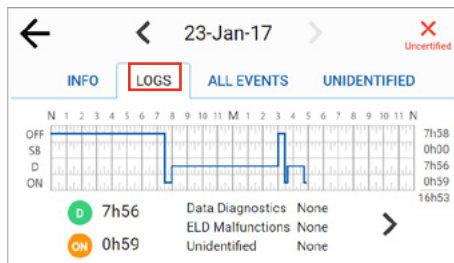 23-Jan-17
Uncertified
INFO LOGS ALL EVENTS UNIDENTIFIED
N 1 2 3 4 5 6 7 8 9 10 11 M 1 2 3 4 5 6 7 8 9 10 11 N
OFF 7h58
SB 0h00
D 7h56
ON 0h59
16h53
D 7h56 Data Diagnostics None
ELD Malfunctions None
ON 0h59 Unidentified None